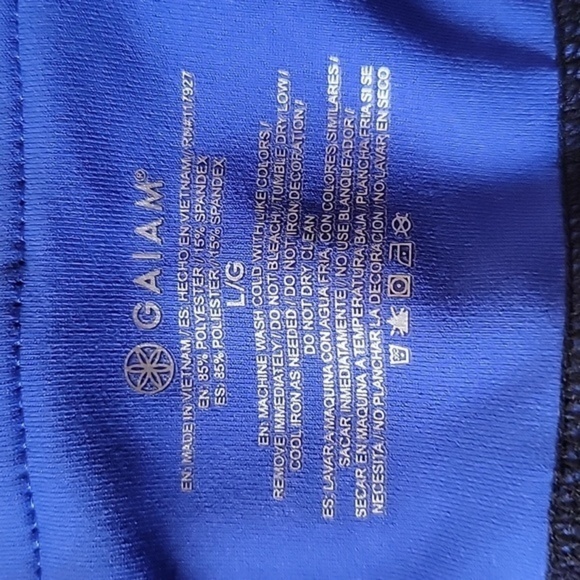 GAIAM®
EN: MADE IN VIETNAM / ES: HECHO EN VIETNAM / RN#117927
EN: 85% POLYESTER // 15% SPANDEX
ES: 85% POLIESTER / 15% SPANDEX
L/G
EN: MACHINE WASH COLD WITH LIKE COLORS /
REMOVE IMMEDIATELY / DO NOT BLEACH / TUMBLE DRY LOW /
COOL IRON AS NEEDED // DO NOT IRON DECORATION /
DO NOT DRY CLEAN
ES: LAVAR A MAQUINA CON AGUA FRIA, CON COLORES SIMILARES /
SACAR INMEDIATAMENTE // NO USE BLANQUEADOR //
SECAR EN MAQUINA A TEMPERATURA BAJA PLANCHA FRIA SI SE
NECESITA // NO PLANCHAR LA DECORACION / NO LAVAR EN SECO